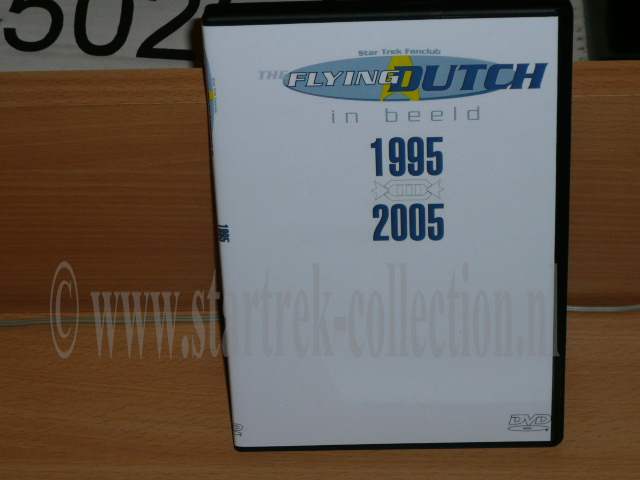 502
Star Trek Fanclub
THE FLYING DUTCH
in beeld
1995
2005
1995
© www.startrek-collection.nl
DVD